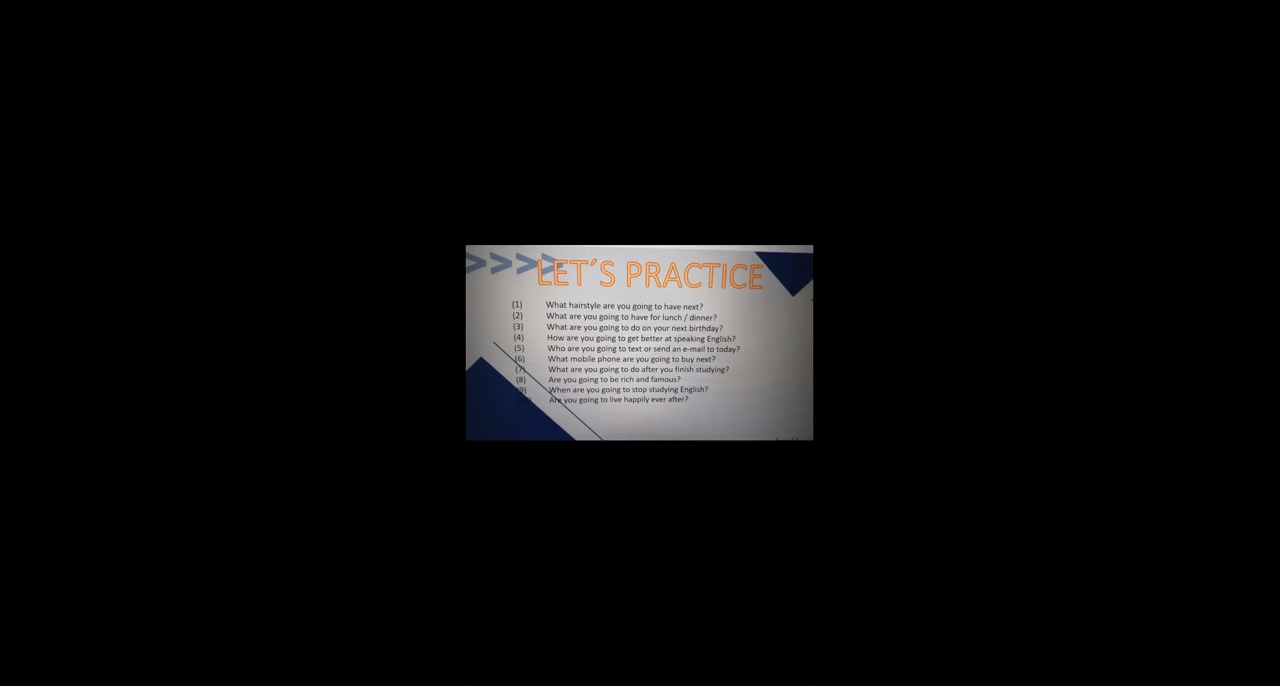 >>>>
LET´S PRACTICE
(1) What hairstyle are you going to have next?
(2) What are you going to have for lunch / dinner?
(3) What are you going to do on your next birthday?
(4) How are you going to get better at speaking English?
(5) Who are you going to text or send an e-mail to today?
(6) What mobile phone are you going to buy next?
(7) What are you going to do after you finish studying?
(8) Are you going to be rich and famous?
(9) When are you going to stop studying English?
Are you going to live happily ever after?